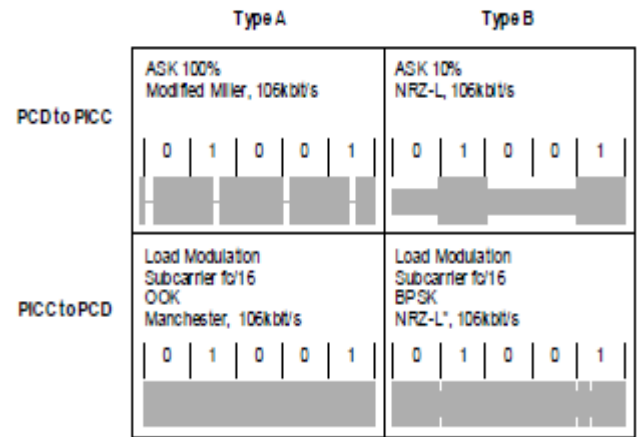 Type A
Type B
PCD to PICC
ASK 100%
Modified Miller, 106kbit/s
0 1 0 0 1
ASK 10%
NRZ-L, 106kbit/s
0 1 0 0 1
PICC to PCD
Load Modulation
Subcarrier fc/16
OOK
Manchester, 106kbit/s
0 1 0 0 1
Load Modulation
Subcarrier fc/16
BPSK
NRZ-L*, 106kbit/s
0 1 0 0 1